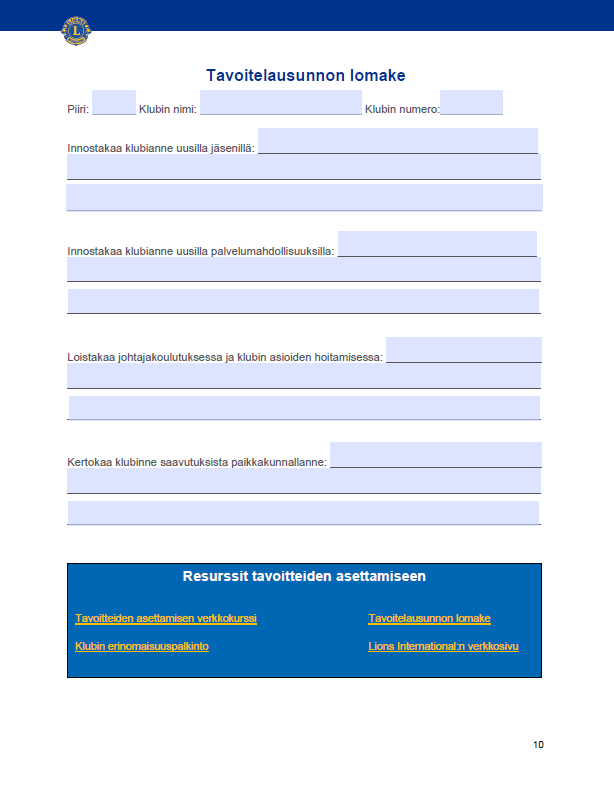 L
Tavoitelausunnon lomake
Piiri: Klubin nimi: Klubin numero:
Innostakaa klubianne uusilla jäsenillä:
Innostakaa klubianne uusilla palvelumahdollisuuksilla:
Loistakaa johtajakoulutuksessa ja klubin asioiden hoitamisessa:
Kertokaa klubinne saavutuksista paikkakunnallanne:
Resurssit tavoitteiden asettamiseen
Tavoitteiden asettamisen verkkokurssi Tavoitelausunnon lomake
Klubin erinomaisuuspalkinto Lions International:n verkkosivu
10